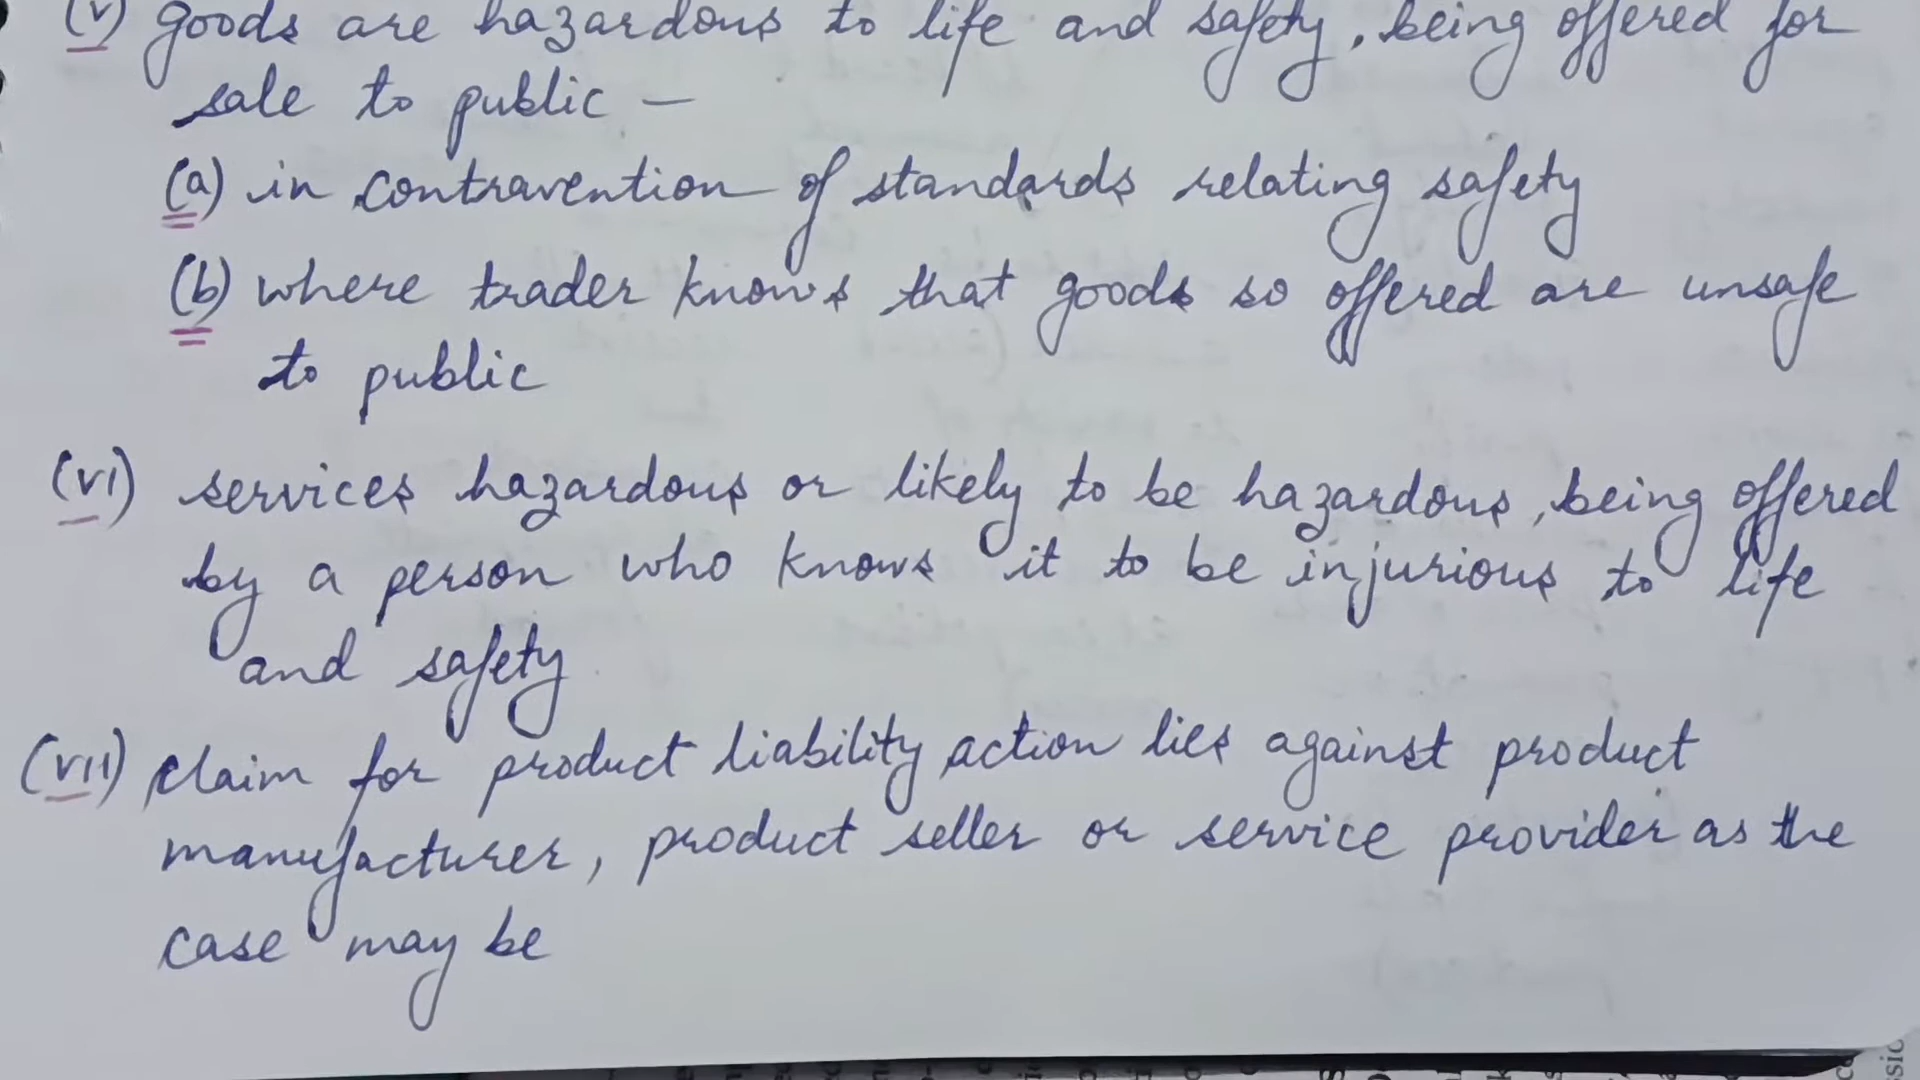 (v) goods are hazardous to life and safety, being offered for
sale to public —
(a) in contravention of standards relating safety
(b) where trader knows that goods so offered are unsafe
to public
(vi) services hazardous or likely to be hazardous, being offered
by a person who knows it to be injurious to life
and safety
(vii) claim for product liability action lies against product
manufacturer, product seller or service provider as the
case may be